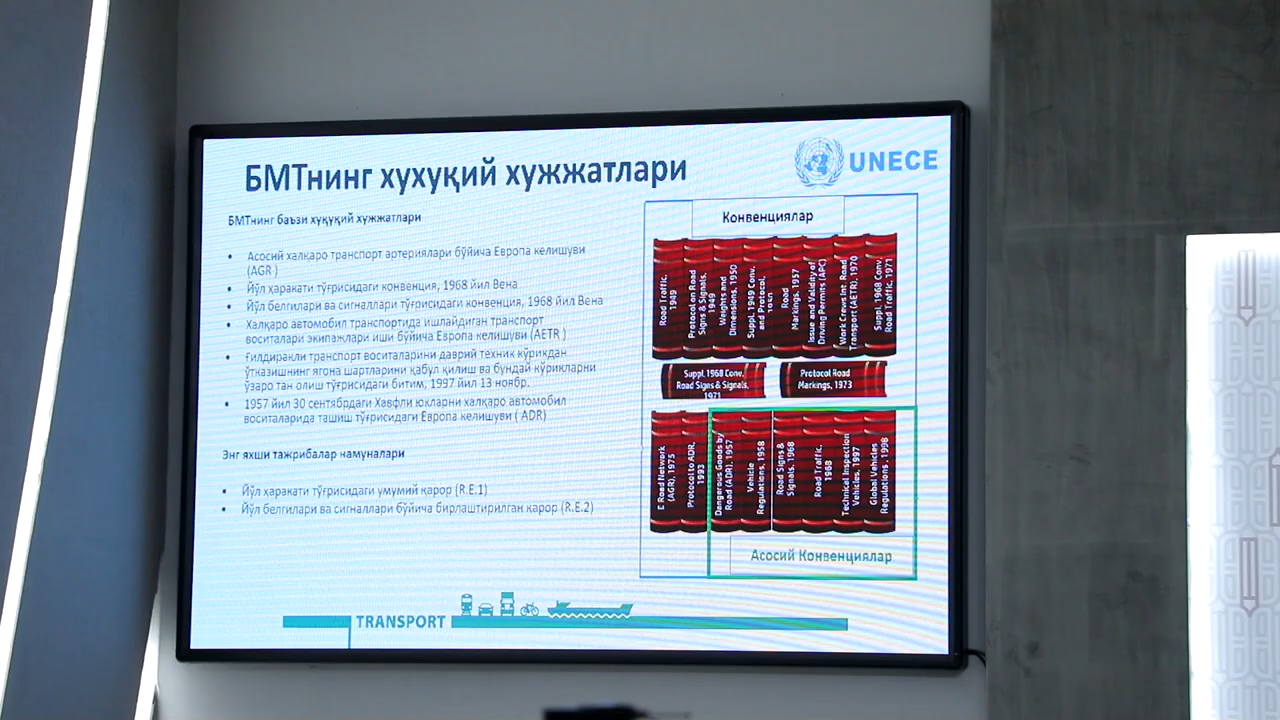 БМТнинг хухуқий хужжатлари
UNECE
БМТнинг баъзи хуқуқий хужжатлари
Асосий халқаро транспорт артериялари бўйича Европа келишуви
(AGR )
Йўл ҳаракати тўғрисидаги конвенция, 1968 йил Вена
Йўл белгилари ва сигналлари тўғрисидаги конвенция, 1968 йил Вена
Халқаро автомобил транспортида ишлайдиган транспорт
воситалари экипажлари иши бўйича Европа келишуви (AETR )
Ғилдиракли транспорт воситаларини даврий техник кўрикдан
ўтказишнинг ягона шартларини қабул қилиш ва бундай кўрикларни
ўзаро тан олиш тўғрисидаги битим, 1997 йил 13 ноябр.
1957 йил 30 сентябрдаги Хавфли юкларни халқаро автомобил
воситаларида ташиш тўғрисидаги Европа келишуви ( ADR)
Энг яхши тажрибалар намуналари
Йўл ҳаракати тўғрисидаги умумий қарор (R.E.1)
Йўл белгилари ва сигналлари бўйича бирлаштирилган қарор (R.E.2)
Конвенциялар
Road Traffic,
1949
Protocol on Road
Signs & Signals,
1949
Weights and
Dimensions, 1950
Suppl. 1949 Conv.
and Protocol,
Road
Markings, 1957
Issue and Validity of
Driving Permits (APC)
Work Crews Int. Road
Transport (AETR), 1970
Suppl. 1968 Conv.
Road Traffic, 1971
Suppl. 1968 Conv.
Road Signs & Signals,
1971
Protocol Road
Markings, 1973
E Road Network
(AGR), 1975
Protocol to ADR,
1993
Dangerous Goods by
Road (ADR), 1957
Vehicle
Regulations, 1958
Road Signs &
Signals, 1968
Road Traffic,
1968
Technical Inspection
Vehicles, 1997
Global Vehicles
Regulations, 1998
Асосий Конвенциялар
TRANSPORT